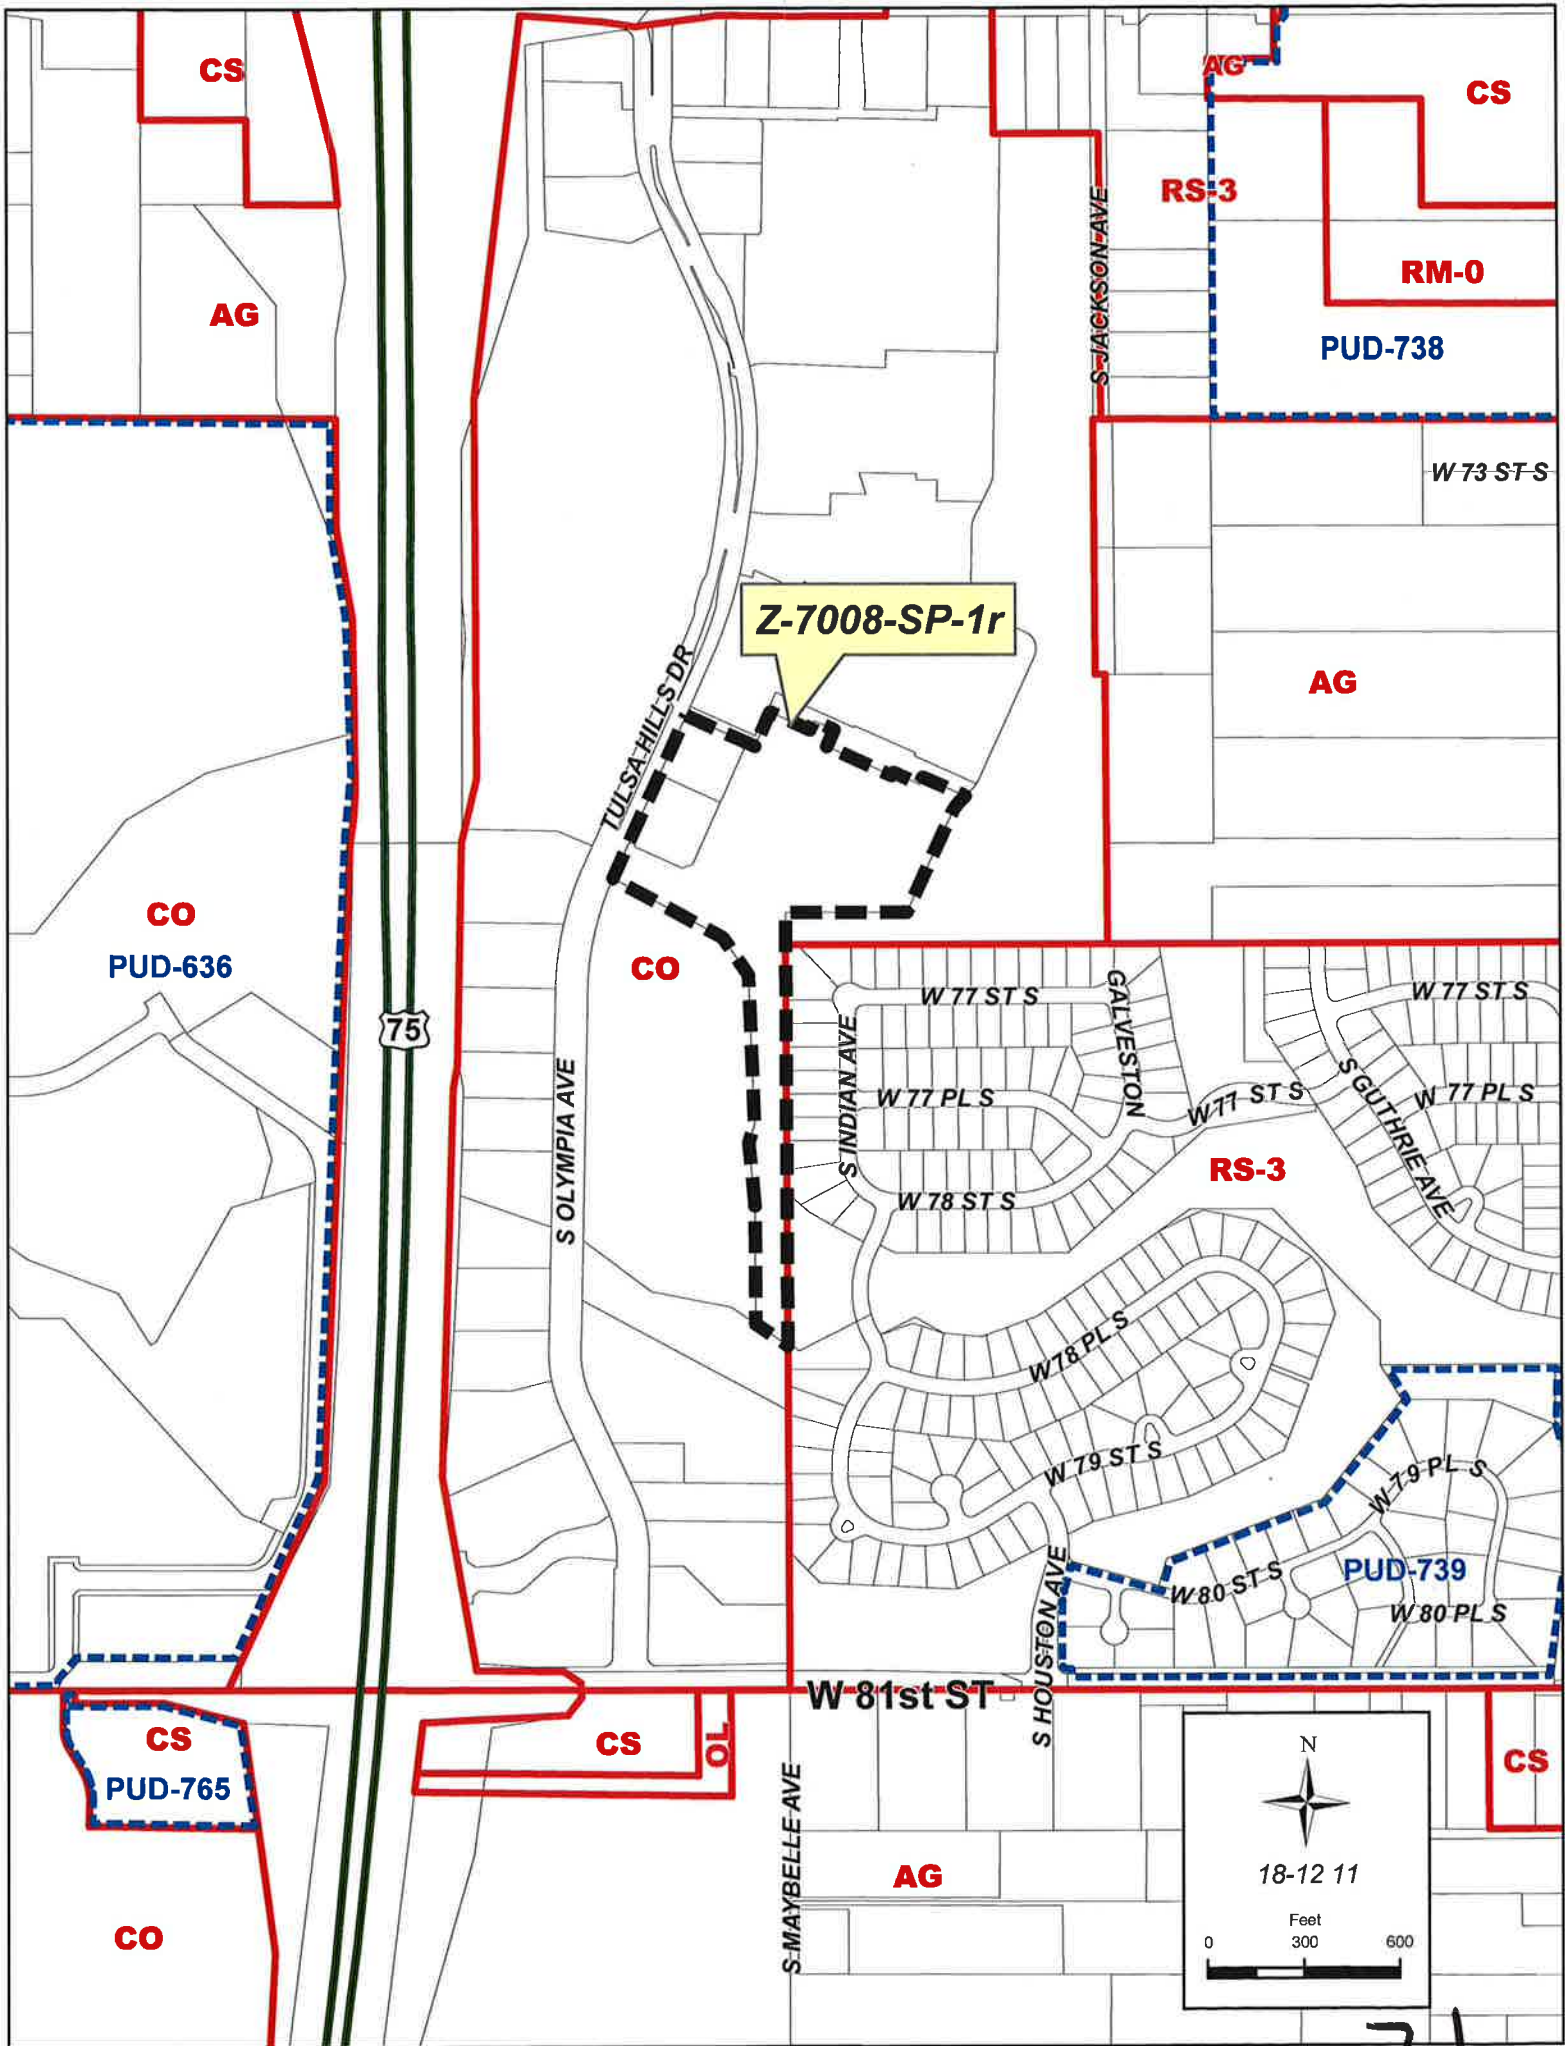 CS
AG
CS
RS-3
S JACKSON AVE
RM-0
AG
PUD-738
W 73 ST S
Z-7008-SP-1r
TULSA HILLS DR
AG
CO
PUD-636
CO
75
W 77 ST S
GALVESTON
W 77 ST S
S INDIAN AVE
W 77 PL S
W 77 ST S
S GUTHRIE AVE
W 77 PL S
S OLYMPIA AVE
RS-3
W 78 ST S
W 78 PL S
W 79 ST S
W 79 PL S
S HOUSTON AVE
W 80 ST S
PUD-739
W 80 PL S
W 81st ST
CS
PUD-765
CS
OL
CS
S MAYBELLE AVE
AG
CO
N
18-12 11
Feet
0 300 600